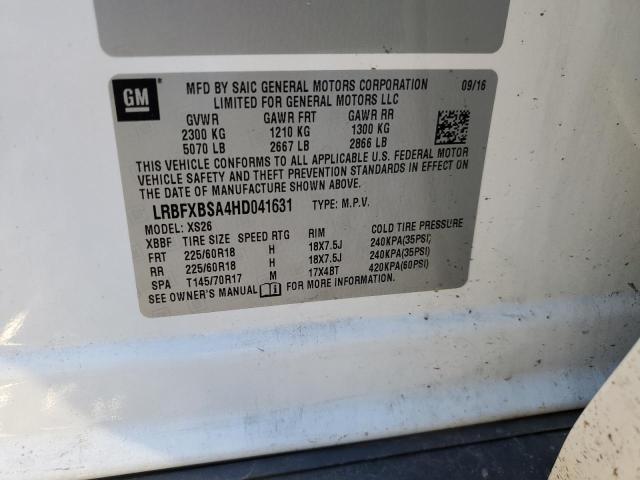 GM
MFD BY SAIC GENERAL MOTORS CORPORATION 09/16
LIMITED FOR GENERAL MOTORS LLC
GVWR GAWR FRT GAWR RR
2300 KG 1210 KG 1300 KG
5070 LB 2667 LB 2866 LB
THIS VEHICLE CONFORMS TO ALL APPLICABLE U.S. FEDERAL MOTOR
VEHICLE SAFETY AND THEFT PREVENTION STANDARDS IN EFFECT ON
THE DATE OF MANUFACTURE SHOWN ABOVE.
LRBFXBSA4HD041631 TYPE: M.P.V.
MODEL: XS26
XBBF TIRE SIZE SPEED RTG RIM COLD TIRE PRESSURE
FRT 225/60R18 H 18X7.5J 240KPA(35PSI)
RR 225/60R18 H 18X7.5J 240KPA(35PSI)
SPA T145/70R17 M 17X4BT 420KPA(60PSI)
SEE OWNER'S MANUAL FOR MORE INFORMATION.